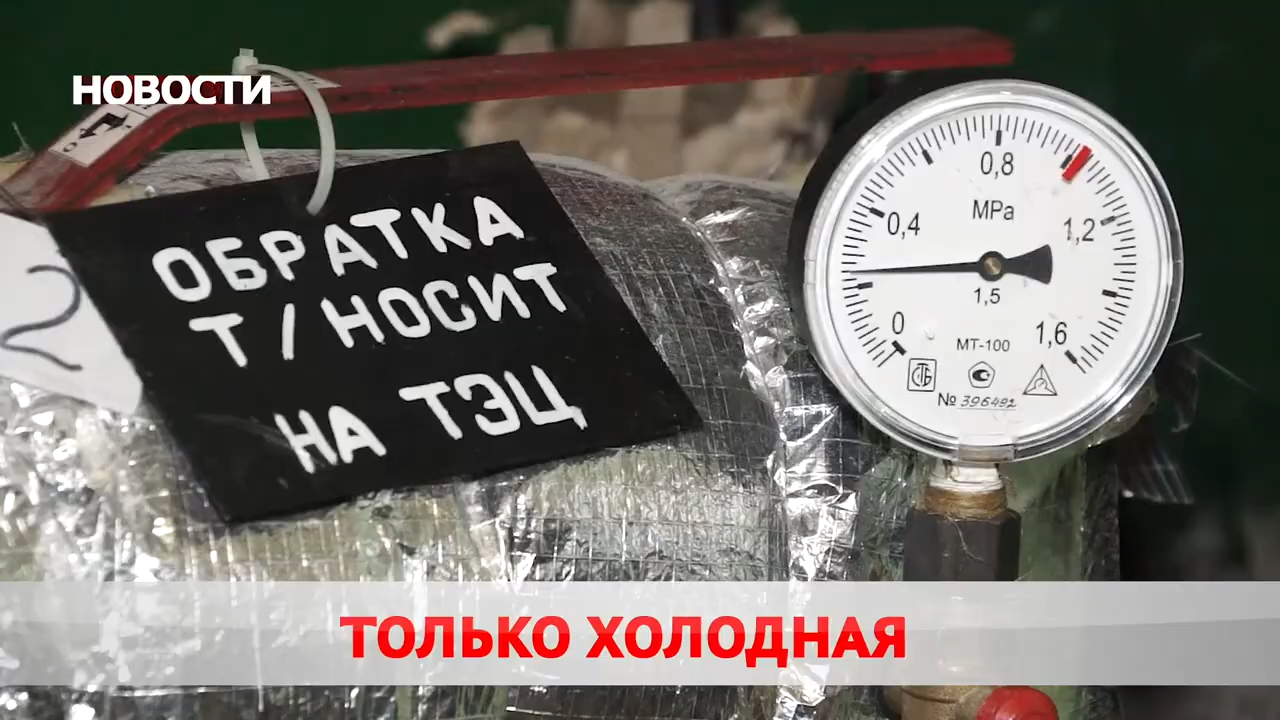 НОВОСТИ
ОБРАТКА
Т/НОСИТ
НА ТЭЦ
0,8
MPa
0,4
1,2
1,5
0
1,6
МТ-100
СТБ
№ 396492
ТОЛЬКО ХОЛОДНАЯ